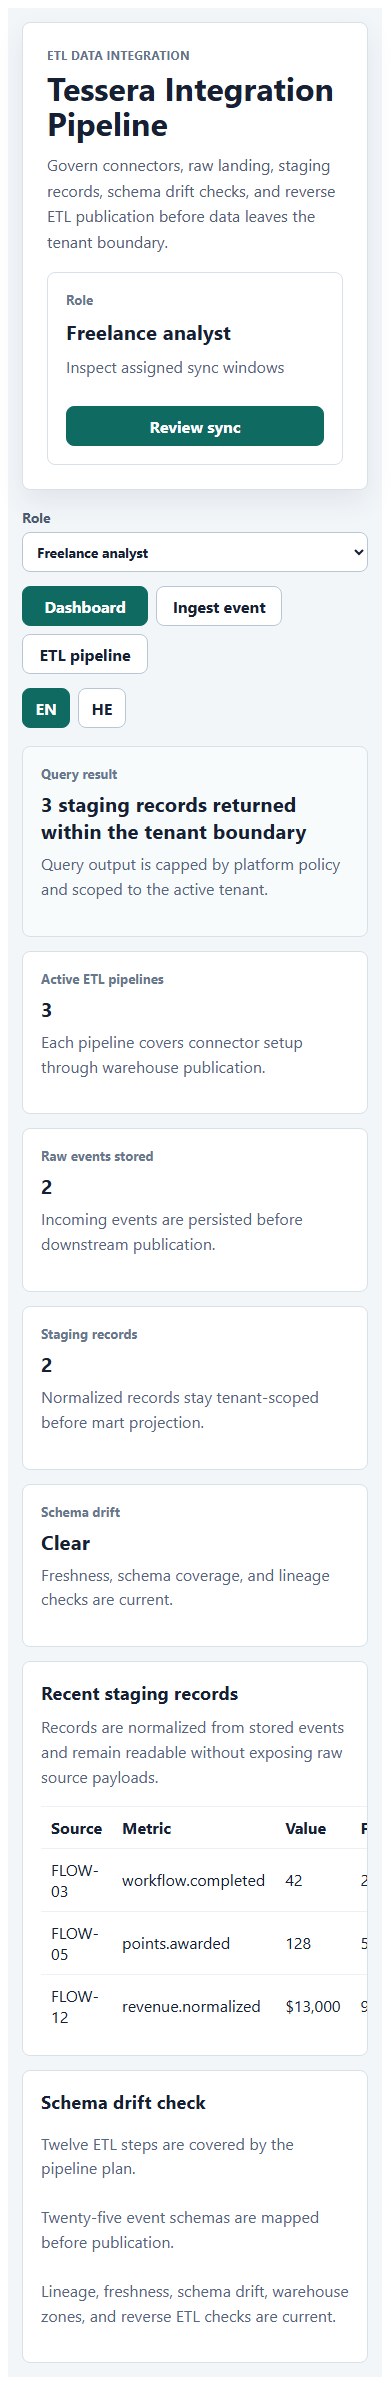 ETL DATA INTEGRATION
Tessera Integration
Pipeline
Govern connectors, raw landing, staging
records, schema drift checks, and reverse
ETL publication before data leaves the
tenant boundary.
Role
Freelance analyst
Inspect assigned sync windows
Review sync
Role
Freelance analyst
Dashboard
Ingest event
ETL pipeline
EN
HE
Query result
3 staging records returned
within the tenant boundary
Query output is capped by platform policy
and scoped to the active tenant.
Active ETL pipelines
3
Each pipeline covers connector setup
through warehouse publication.
Raw events stored
2
Incoming events are persisted before
downstream publication.
Staging records
2
Normalized records stay tenant-scoped
before mart projection.
Schema drift
Clear
Freshness, schema coverage, and lineage
checks are current.
Recent staging records
Records are normalized from stored events
and remain readable without exposing raw
source payloads.
Source Metric Value
FLOW-
03 workflow.completed 42
FLOW-
05 points.awarded 128
FLOW-
12 revenue.normalized $13,000
Schema drift check
Twelve ETL steps are covered by the
pipeline plan.
Twenty-five event schemas are mapped
before publication.
Lineage, freshness, schema drift, warehouse
zones, and reverse ETL checks are current.